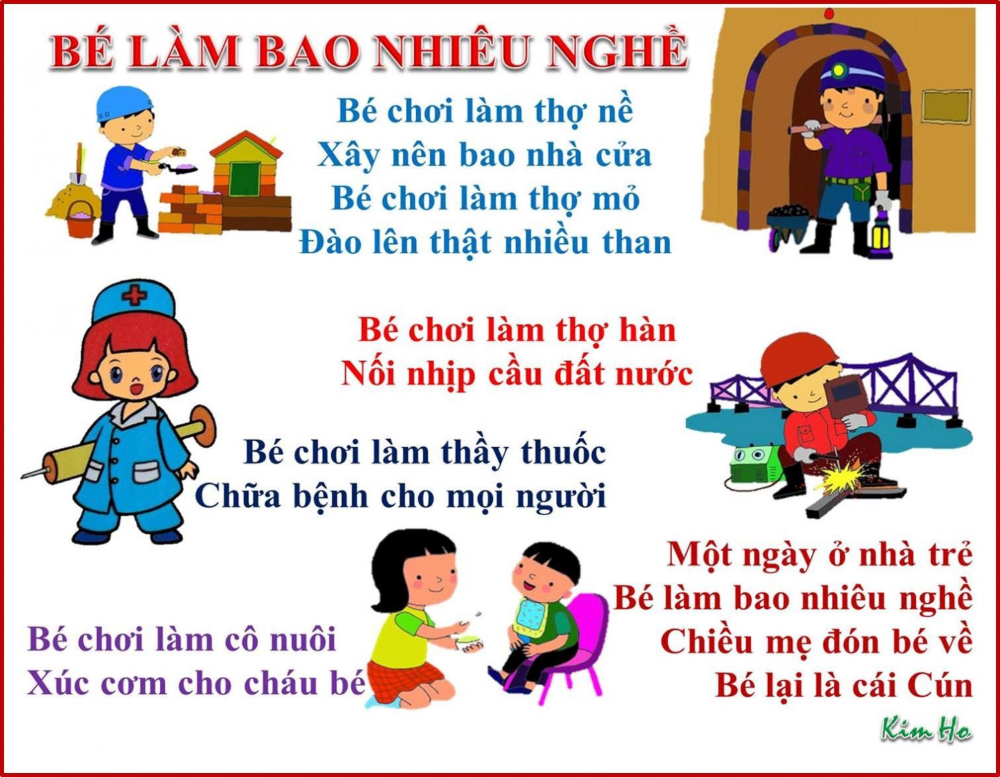 BÉ LÀM BAO NHIÊU NGHỀ
Bé chơi làm thợ nề
Xây nên bao nhà cửa
Bé chơi làm thợ mỏ
Đào lên thật nhiều than
Bé chơi làm thợ hàn
Nối nhịp cầu đất nước
Bé chơi làm thầy thuốc
Chữa bệnh cho mọi người
Bé chơi làm cô nuôi
Xúc cơm cho cháu bé
Một ngày ở nhà trẻ
Bé làm bao nhiêu nghề
Chiều mẹ đón bé về
Bé lại là cái Cún
Kim Ho